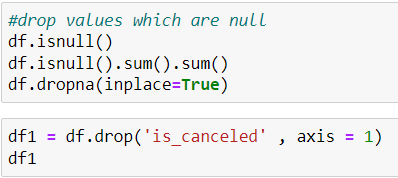 #drop values which are null
df.isnull()
df.isnull().sum().sum()
df.dropna(inplace=True)
df1 = df.drop('is_canceled' , axis = 1)
df1